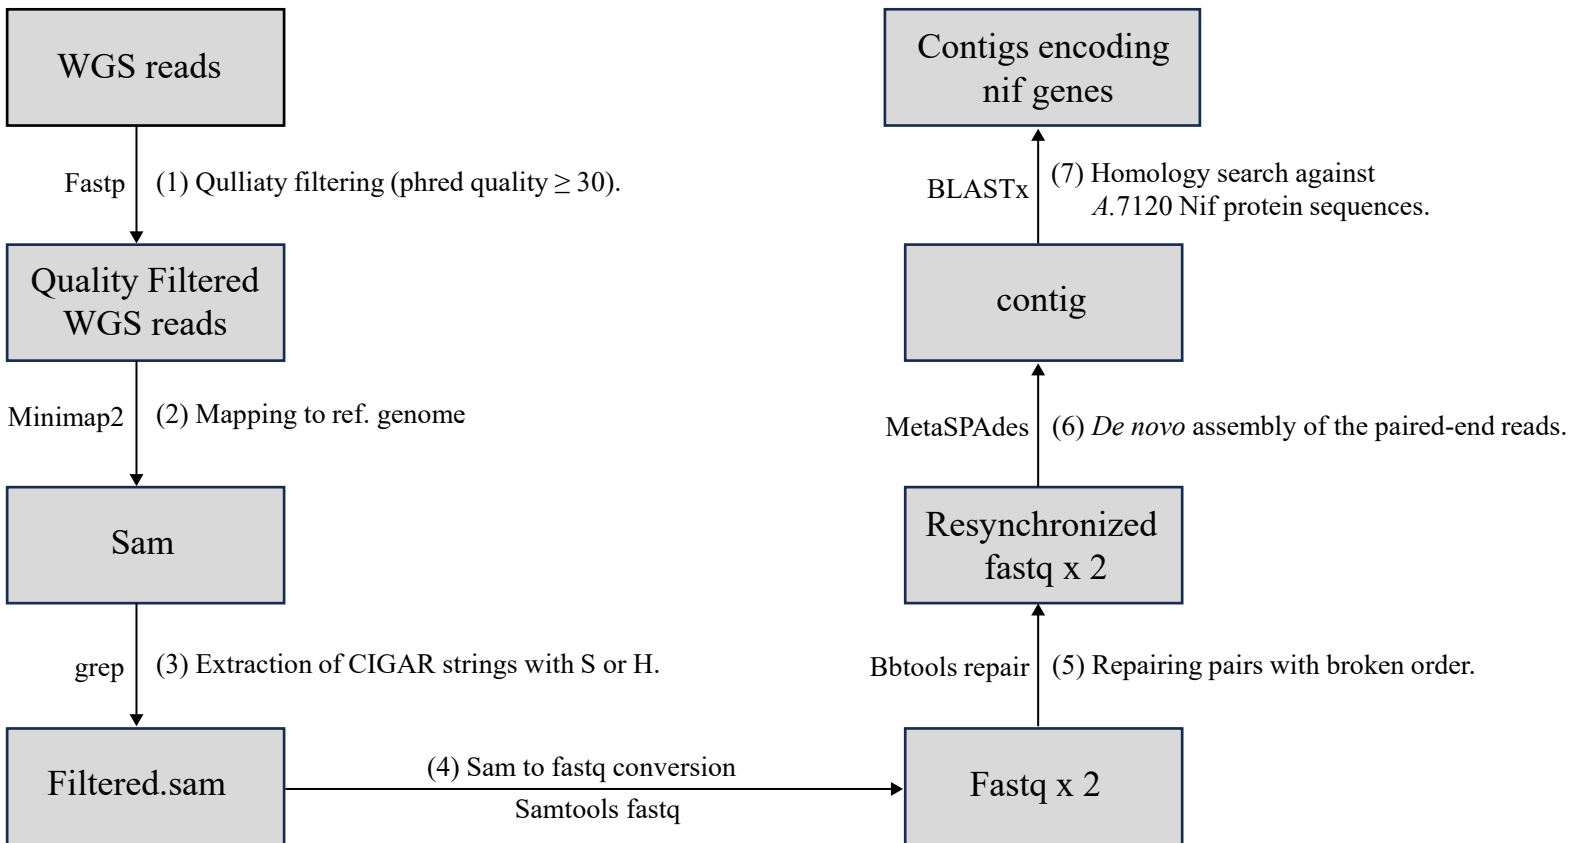 WGS reads
Fastp
(1) Qulliaty filtering (phred quality ≥ 30).
Quality Filtered
WGS reads
Minimap2
(2) Mapping to ref. genome
Sam
grep
(3) Extraction of CIGAR strings with S or H.
Filtered.sam
(4) Sam to fastq conversion
Samtools fastq
Fastq x 2
Bbtools repair
(5) Repairing pairs with broken order.
Resynchronized
fastq x 2
MetaSPAdes
(6) De novo assembly of the paired-end reads.
contig
BLASTx
(7) Homology search against
A.7120 Nif protein sequences.
Contigs encoding
nif genes